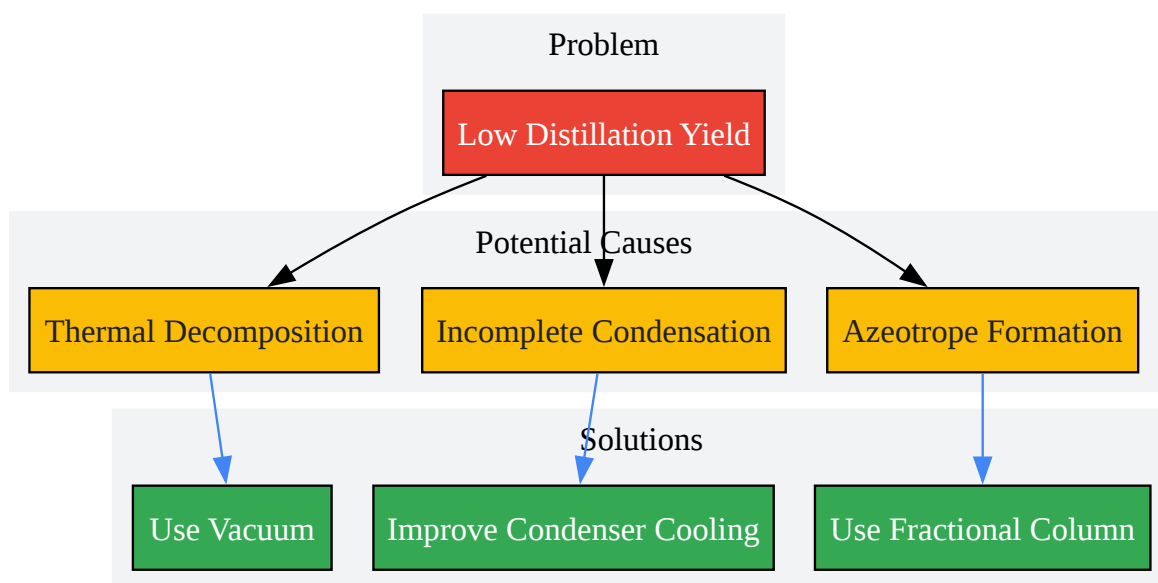 Problem
Low Distillation Yield
Potential Causes
Thermal Decomposition
Incomplete Condensation
Azeotrope Formation
Solutions
Use Vacuum
Improve Condenser Cooling
Use Fractional Column